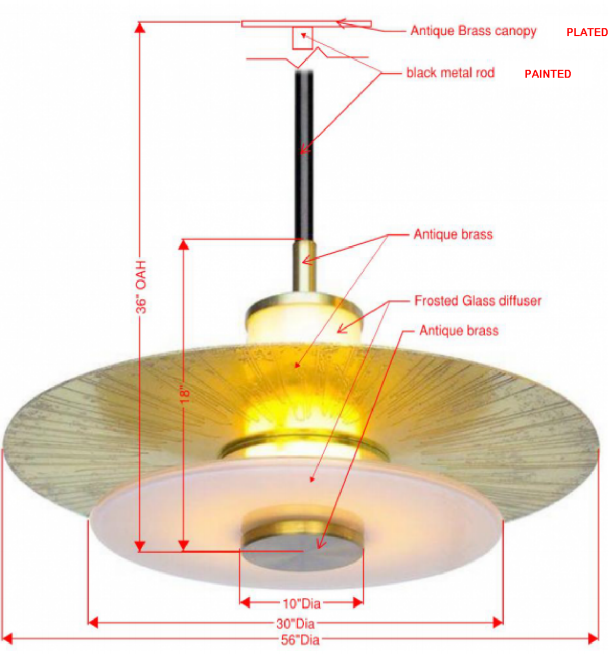 Antique Brass canopy PLATED
black metal rod PAINTED
Antique brass
36" OAH
Frosted Glass diffuser
Antique brass
18"
10"Dia
30"Dia
56"Dia